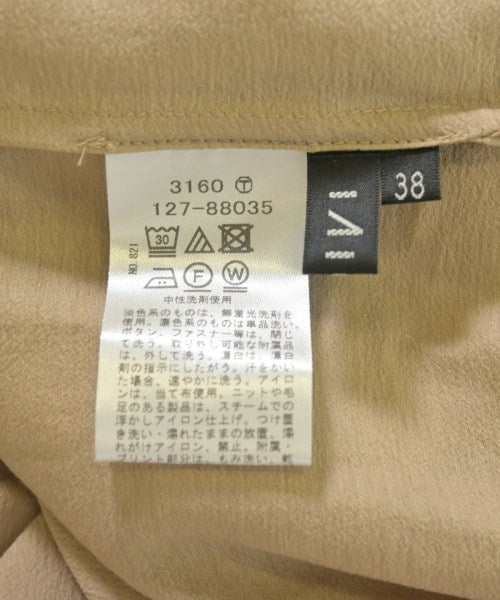 3160 Ⓣ
127-88035
30
NO.821
F W
中性洗剤使用
淡色系のものは、無蛍光洗剤を
使用。濃色系のものは単品洗い。
ボタン、ファスナー等は、閉じ
て洗う。取り外し可能な附属品
は、外して洗う。漂白は、漂白
剤の指示にしたがう。汗をかい
た場合、速やかに洗う。アイロ
ンは、当て布使用。ニットや毛
足のある製品は、スチームでの
浮かしアイロン仕上げ。つけ置
き洗い・濡れたままの放置、濡
れがけアイロン、禁止。附属・
プリント部分は、もみ洗い、乾
38